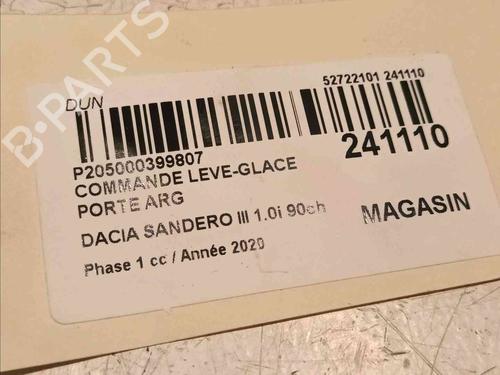 B-PARTS
DUN
52722101 241110
P205000399807
241110
COMMANDE LEVE-GLACE
PORTE ARG
DACIA SANDERO III 1.0i 90ch
MAGASIN
Phase 1 cc / Année 2020